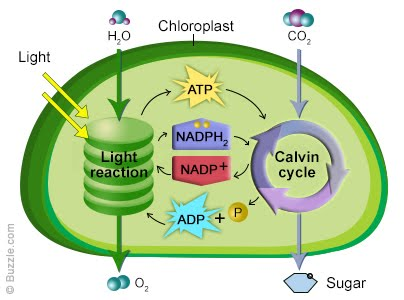 Chloroplast
H₂O
CO₂
Light
ATP
NADPH₂
Light
reaction
NADP⁺
Calvin
cycle
ADP + P
O₂
Sugar
© Buzzle.com